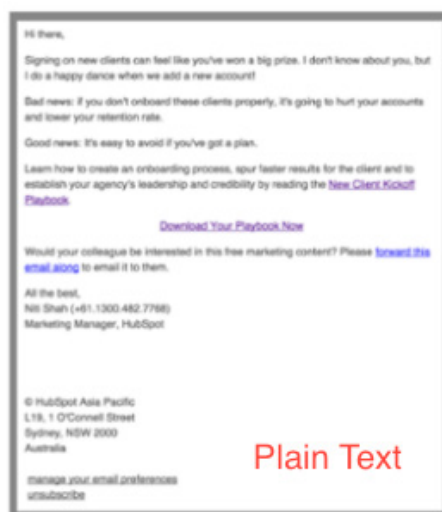 Hi there,
Signing on new clients can feel like you've won a big prize. I don't know about you, but
I do a happy dance when we add a new account!
Bad news: if you don't onboard these clients properly, it's going to hurt your accounts
and lower your retention rate.
Good news: It's easy to avoid if you've got a plan.
Learn how to create an onboarding process, spur faster results for the client and to
establish your agency's leadership and credibility by reading the New Client Kickoff
Playbook.
Download Your Playbook Now
Would your colleague be interested in this free marketing content? Please forward this
email along to email it to them.
All the best,
Niti Shah (+61.1300.482.7768)
Marketing Manager, HubSpot
© HubSpot Asia Pacific
L19, 1 O'Connell Street
Sydney, NSW 2000
Australia
Plain Text
manage your email preferences
unsubscribe